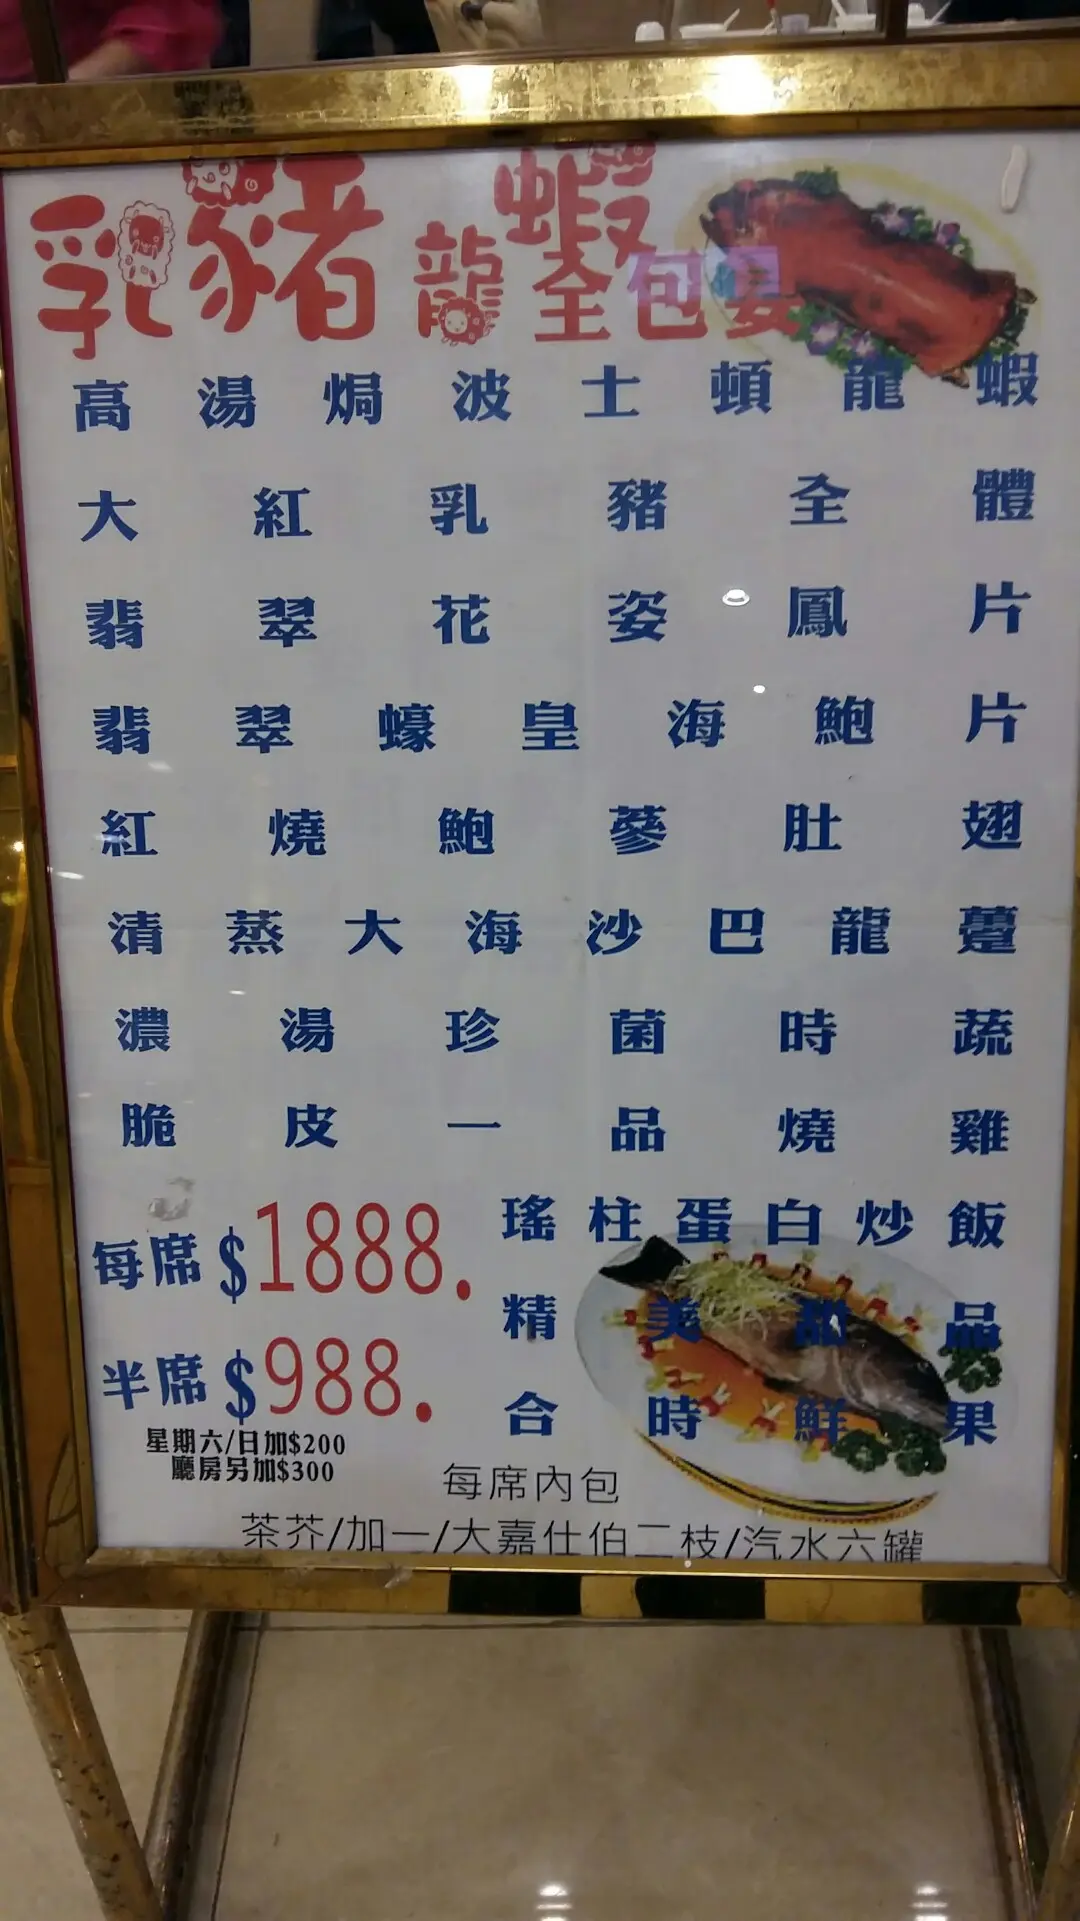 乳豬龍蝦全包宴
高湯焗波士頓龍蝦
大紅乳豬全體
翡翠花姿鳳片
翡翠蠔皇海鮑片
紅燒鮑蔘肚翅
清蒸大海沙巴龍躉
濃湯珍菌時蔬
脆皮一品燒雞
瑤柱蛋白炒飯
精美甜品
合時鮮果
每席$1888.
半席$988.
星期六/日加$200
廳房另加$300
每席內包
茶芥/加一/大嘉仕伯二枝/汽水六罐